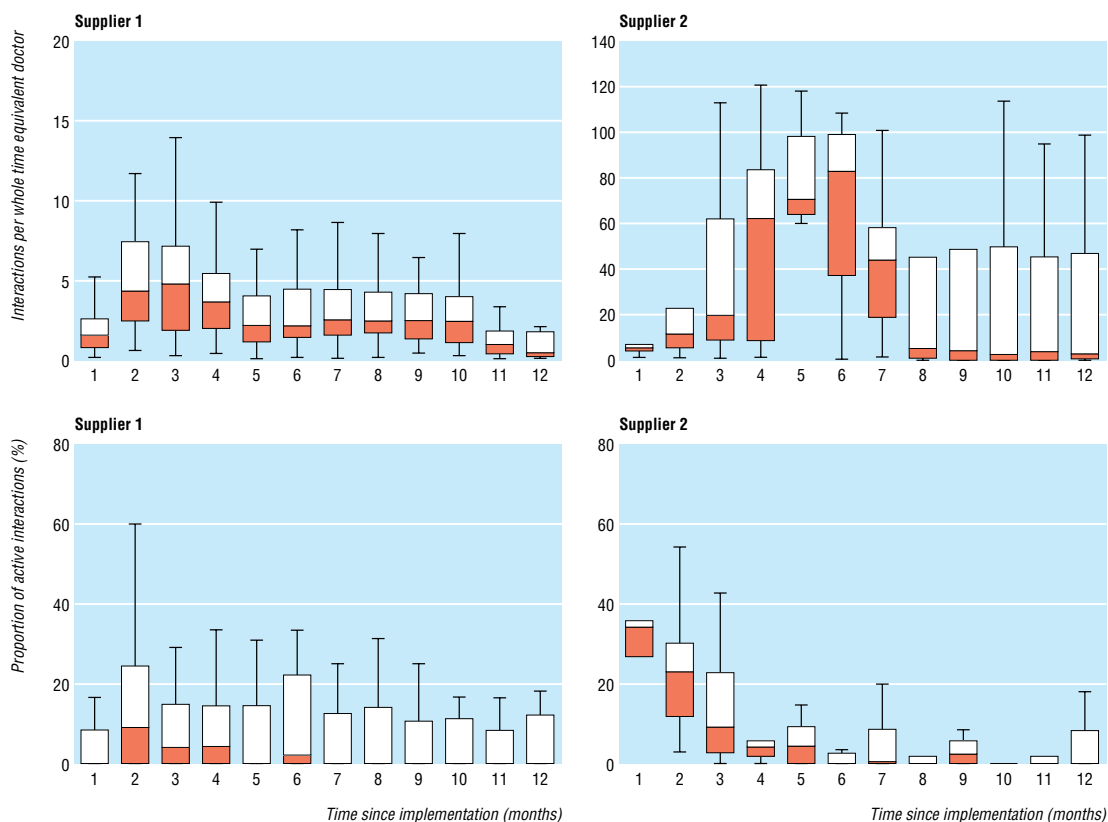 Supplier 1
Supplier 2
Interactions per whole time equivalent doctor
20
15
10
5
0
1 2 3 4 5 6 7 8 9 10 11 12
140
120
100
80
60
40
20
0
1 2 3 4 5 6 7 8 9 10 11 12
Supplier 1
Supplier 2
Proportion of active interactions (%)
80
60
40
20
0
1 2 3 4 5 6 7 8 9 10 11 12
80
60
40
20
0
1 2 3 4 5 6 7 8 9 10 11 12
Time since implementation (months)
Time since implementation (months)